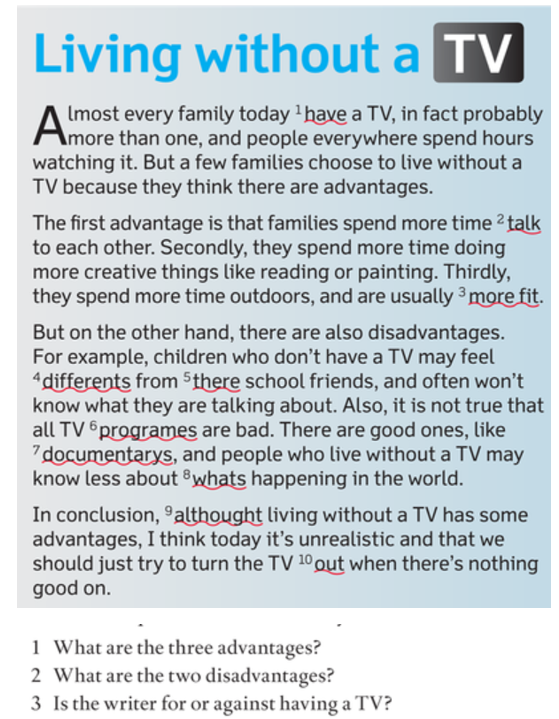 Living without a TV
Almost every family today ¹have a TV, in fact probably
more than one, and people everywhere spend hours
watching it. But a few families choose to live without a
TV because they think there are advantages.
The first advantage is that families spend more time ²talk
to each other. Secondly, they spend more time doing
more creative things like reading or painting. Thirdly,
they spend more time outdoors, and are usually ³more fit.
But on the other hand, there are also disadvantages.
For example, children who don't have a TV may feel
⁴differents from ⁵there school friends, and often won't
know what they are talking about. Also, it is not true that
all TV ⁶programes are bad. There are good ones, like
⁷documentarys, and people who live without a TV may
know less about ⁸whats happening in the world.
In conclusion, ⁹althought living without a TV has some
advantages, I think today it's unrealistic and that we
should just try to turn the TV ¹⁰out when there's nothing
good on.
1 What are the three advantages?
2 What are the two disadvantages?
3 Is the writer for or against having a TV?